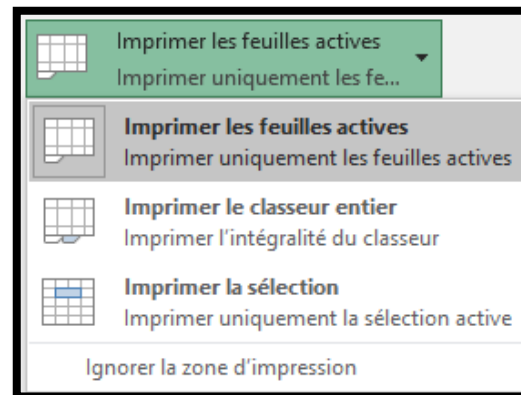 Imprimer les feuilles actives
Imprimer uniquement les fe...
Imprimer les feuilles actives
Imprimer uniquement les feuilles actives
Imprimer le classeur entier
Imprimer l'intégralité du classeur
Imprimer la sélection
Imprimer uniquement la sélection active
Ignorer la zone d'impression